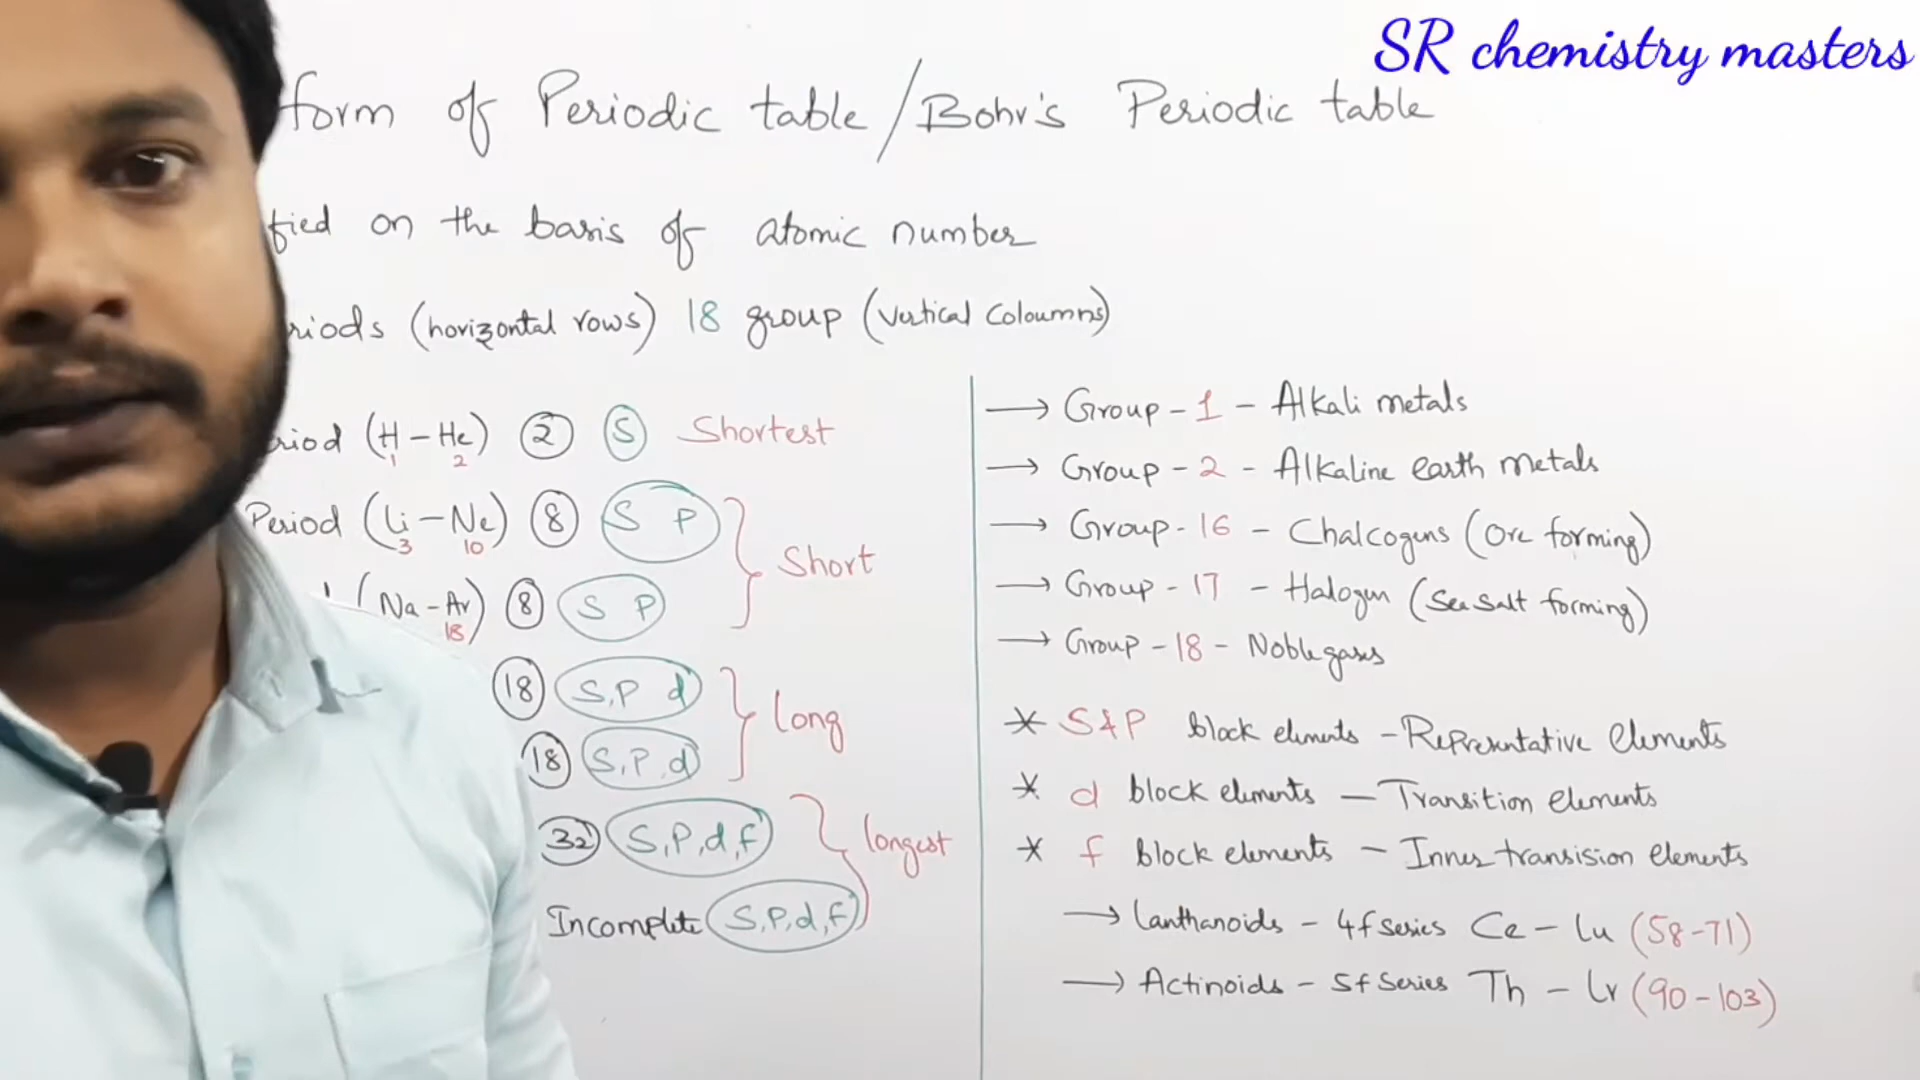 SR chemistry masters
form of Periodic table / Bohr's Periodic table
fied on the basis of atomic number
riods (horizontal rows) 18 group (vertical Coloumns)
riod (H - He) 2 S Shortest
1 2
Period (Li - Ne) 8 S P
3 10
Short
(Na - Ar) 8 S P
18
18 S, P d
Long
18 S, P, d
32 S, P, d, f
longest
Incomplete S, P, d, f
→ Group - 1 - Alkali metals
→ Group - 2 - Alkaline earth metals
→ Group - 16 - Chalcogens (Ore forming)
→ Group - 17 - Halogen (Sea salt forming)
→ Group - 18 - Noble gases
* S & P block elements - Representative elements
* d block elements - Transition elements
* f block elements - Inner transision elements
→ Lanthanoids - 4f series Ce - Lu (58-71)
→ Actinoids - 5f Series Th - Lr (90-103)